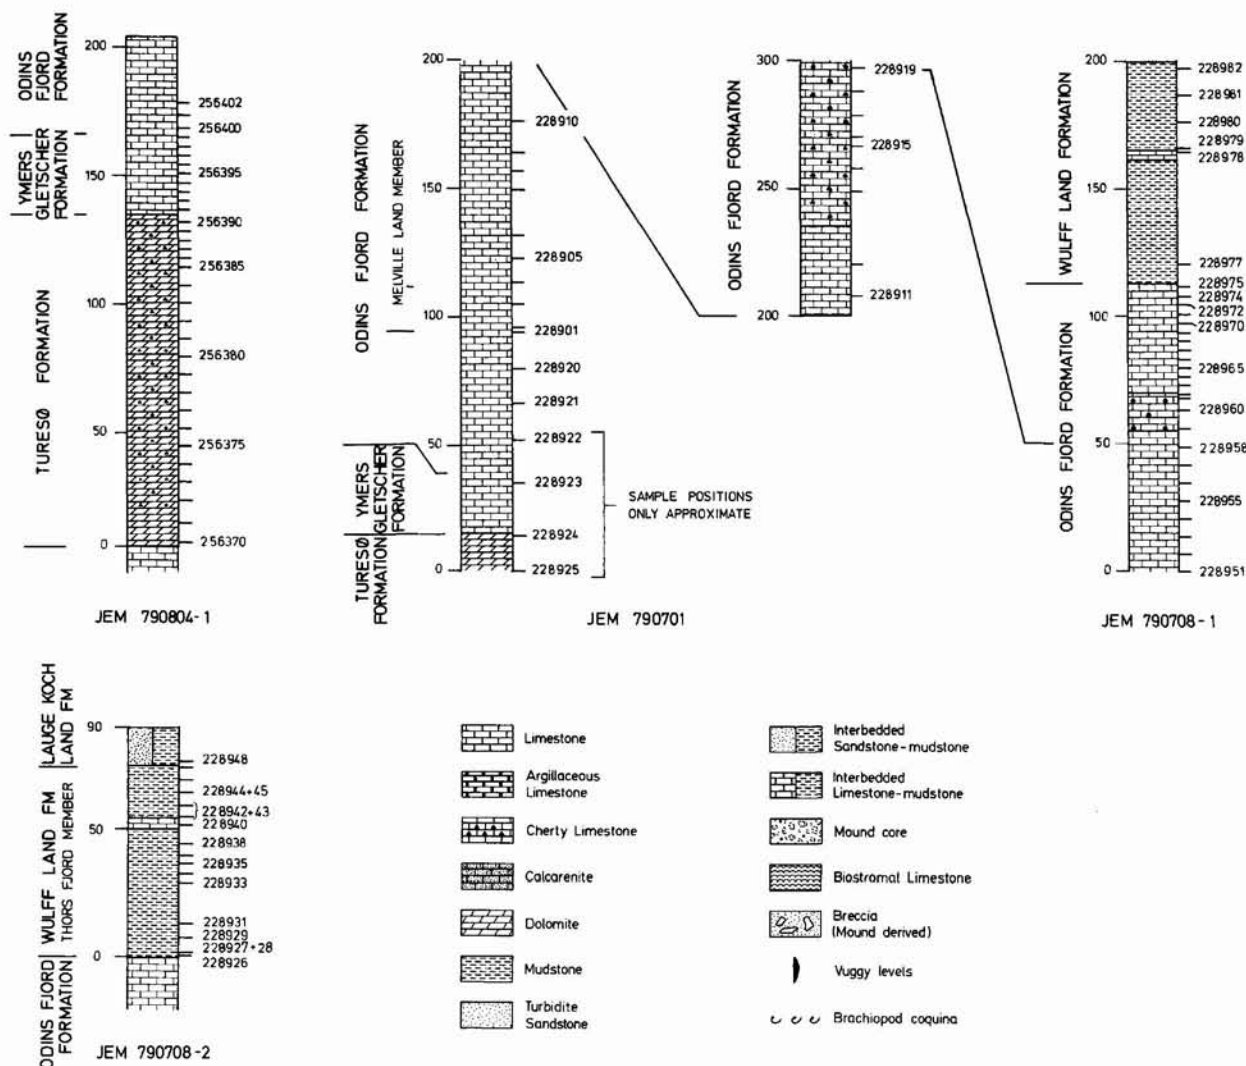 ODINS
FJORD
FORMATION
YMERS
GLETSCHER
FORMATION
TURESØ FORMATION
200
150
100
50
0
256402
256400
256395
256390
256385
256380
256375
256370
JEM 790804-1
ODINS FJORD FORMATION
MELVILLE LAND MEMBER
YMERS
GLETSCHER
FORMATION
TURESØ
FORMATION
200
150
100
50
0
228910
228905
228901
228920
228921
228922
228923
228924
228925
SAMPLE POSITIONS
ONLY APPROXIMATE
JEM 790701
ODINS FJORD FORMATION
300
250
200
228919
228915
228911
WULFF LAND FORMATION
ODINS FJORD FORMATION
200
150
100
50
0
228982
228981
228980
228979
228978
228977
228975
228974
228972
228970
228965
228960
228958
228955
228951
JEM 790708-1
LAUGE KOCH
LAND FM
WULFF LAND FM
THORS FJORD MEMBER
ODINS FJORD
FORMATION
90
50
0
228948
228944+45
228942+43
228940
228938
228935
228933
228931
228929
228927+28
228926
JEM 790708-2
Limestone
Argillaceous
Limestone
Cherty Limestone
Calcarenite
Dolomite
Mudstone
Turbidite
Sandstone
Interbedded
Sandstone-mudstone
Interbedded
Limestone-mudstone
Mound core
Biostromal Limestone
Breccia
(Mound derived)
Vuggy levels
Brachiopod coquina